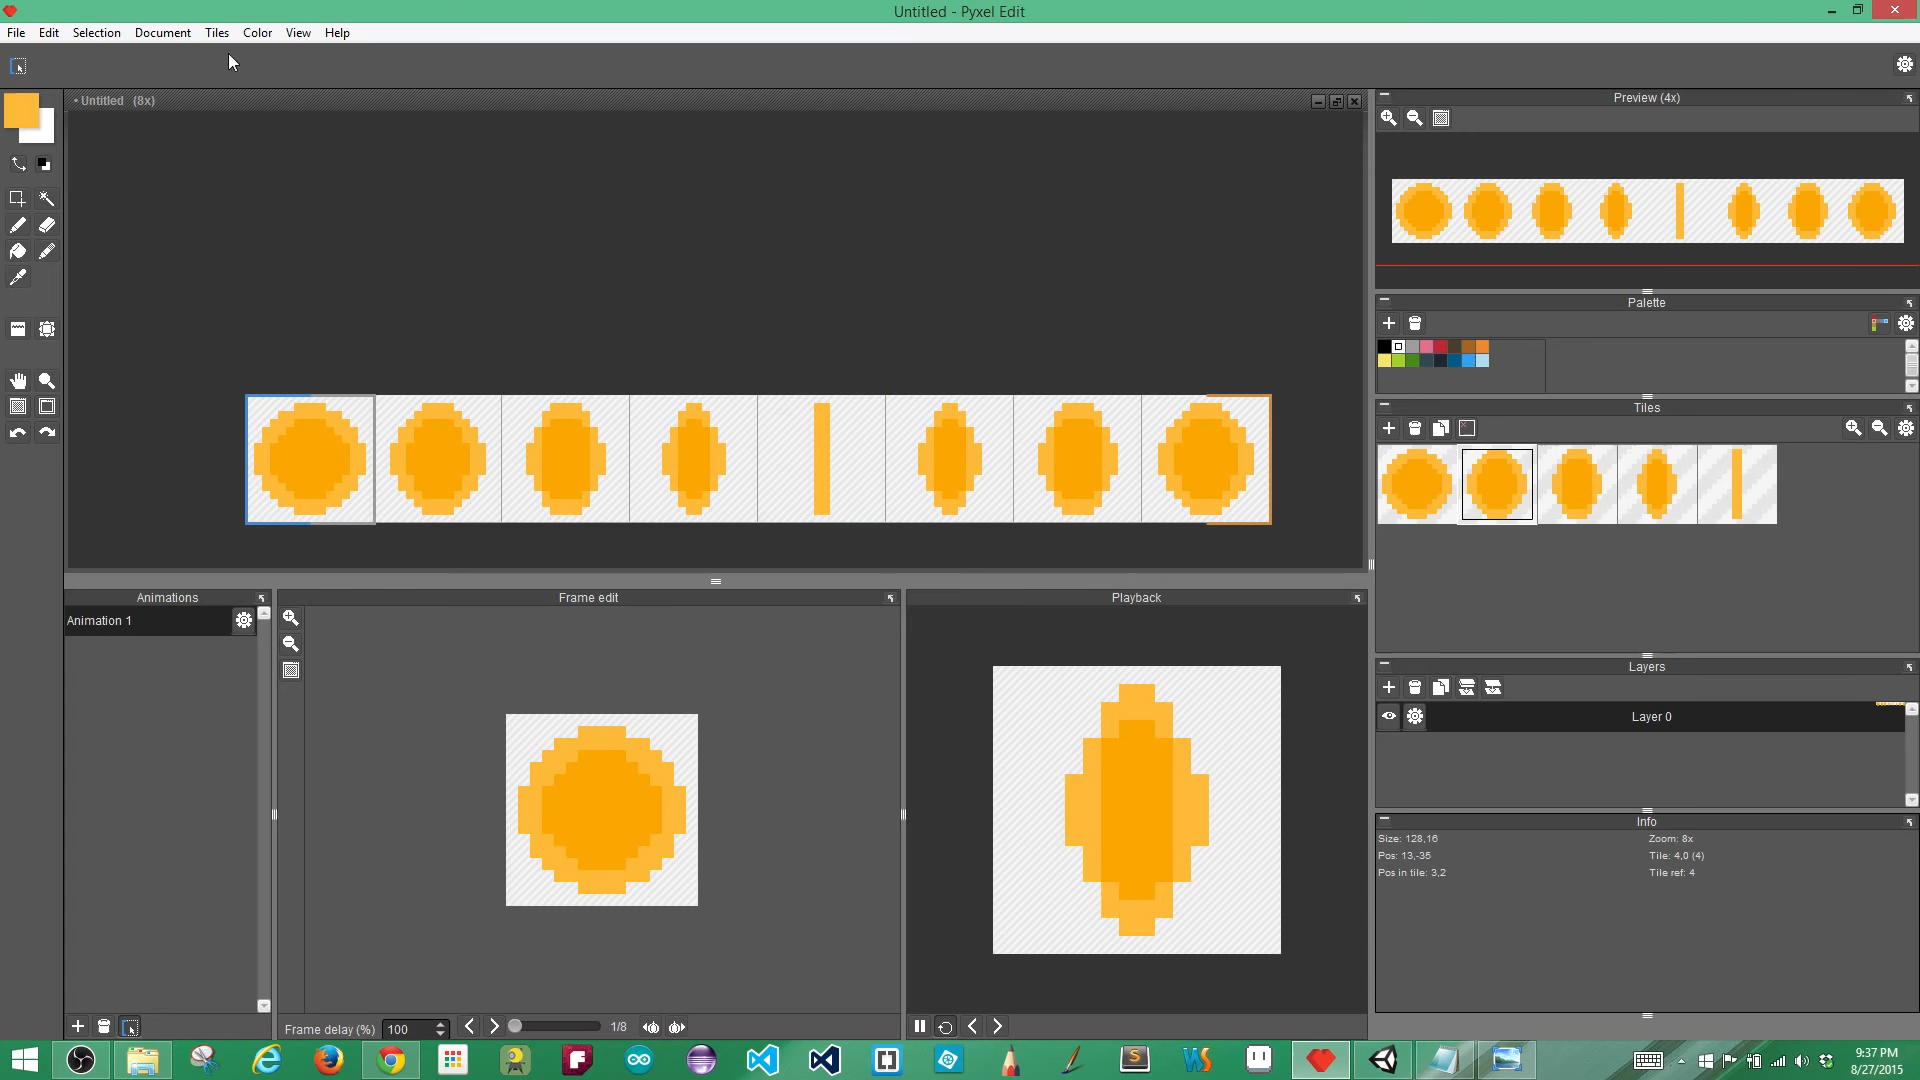 Untitled - Pyxel Edit
File Edit Selection Document Tiles Color View Help
• Untitled (8x)
Preview (4x)
Palette
Tiles
Animations
Frame edit
Playback
Animation 1
Layers
Layer 0
Info
Size: 128,16 Zoom: 8x
Pos: 13,-35 Tile: 4,0 (4)
Pos in tile: 3,2 Tile ref: 4
Frame delay (%) 100 1/8
9:37 PM
8/27/2015